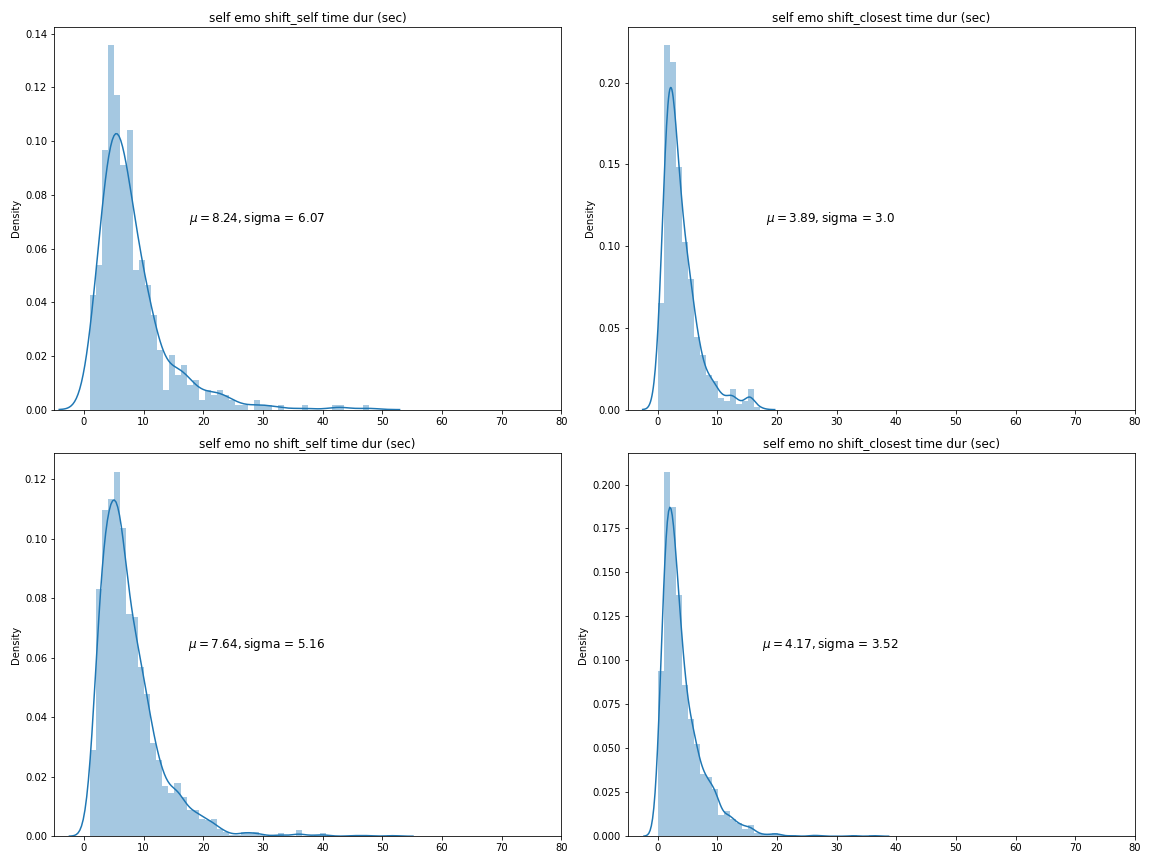 self emo shift_self time dur (sec)
0.14
0.12
0.10
0.08
0.06
0.04
0.02
0.00
Density
μ = 8.24, sigma = 6.07
0 10 20 30 40 50 60 70 80
self emo shift_closest time dur (sec)
0.20
0.15
0.10
0.05
0.00
Density
μ = 3.89, sigma = 3.0
0 10 20 30 40 50 60 70 80
self emo no shift_self time dur (sec)
0.12
0.10
0.08
0.06
0.04
0.02
0.00
Density
μ = 7.64, sigma = 5.16
0 10 20 30 40 50 60 70 80
self emo no shift_closest time dur (sec)
0.200
0.175
0.150
0.125
0.100
0.075
0.050
0.025
0.000
Density
μ = 4.17, sigma = 3.52
0 10 20 30 40 50 60 70 80